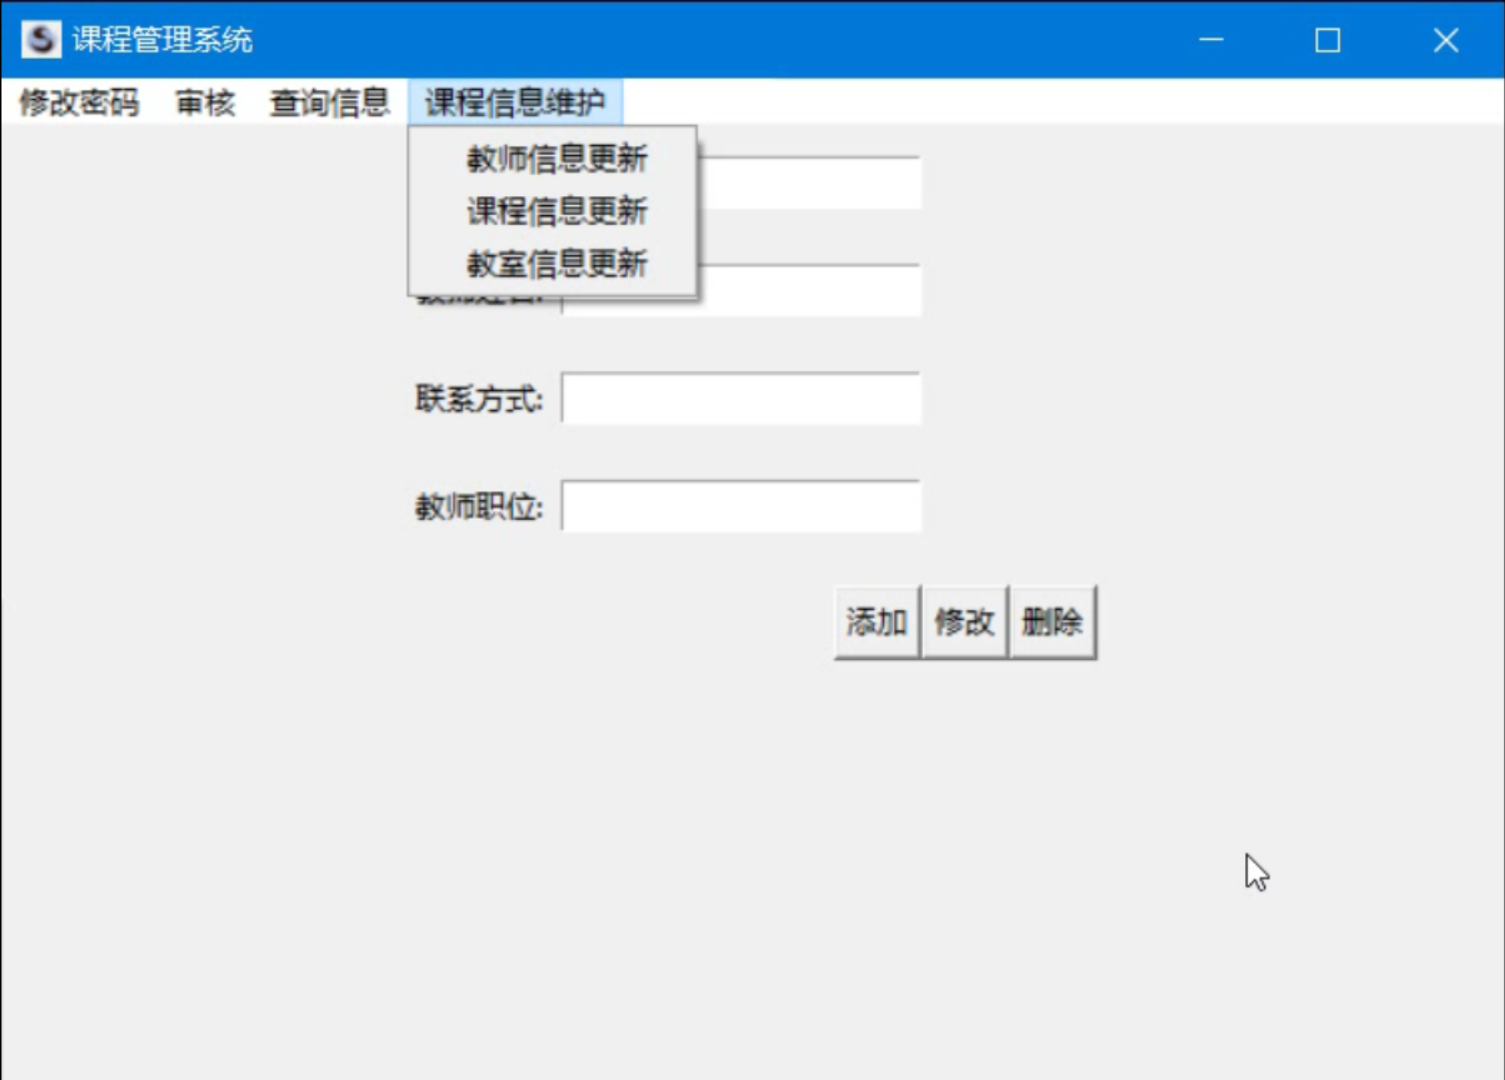 课程管理系统
修改密码 审核 查询信息 课程信息维护
教师信息更新
课程信息更新
教室信息更新
联系方式:
教师职位:
添加 修改 删除